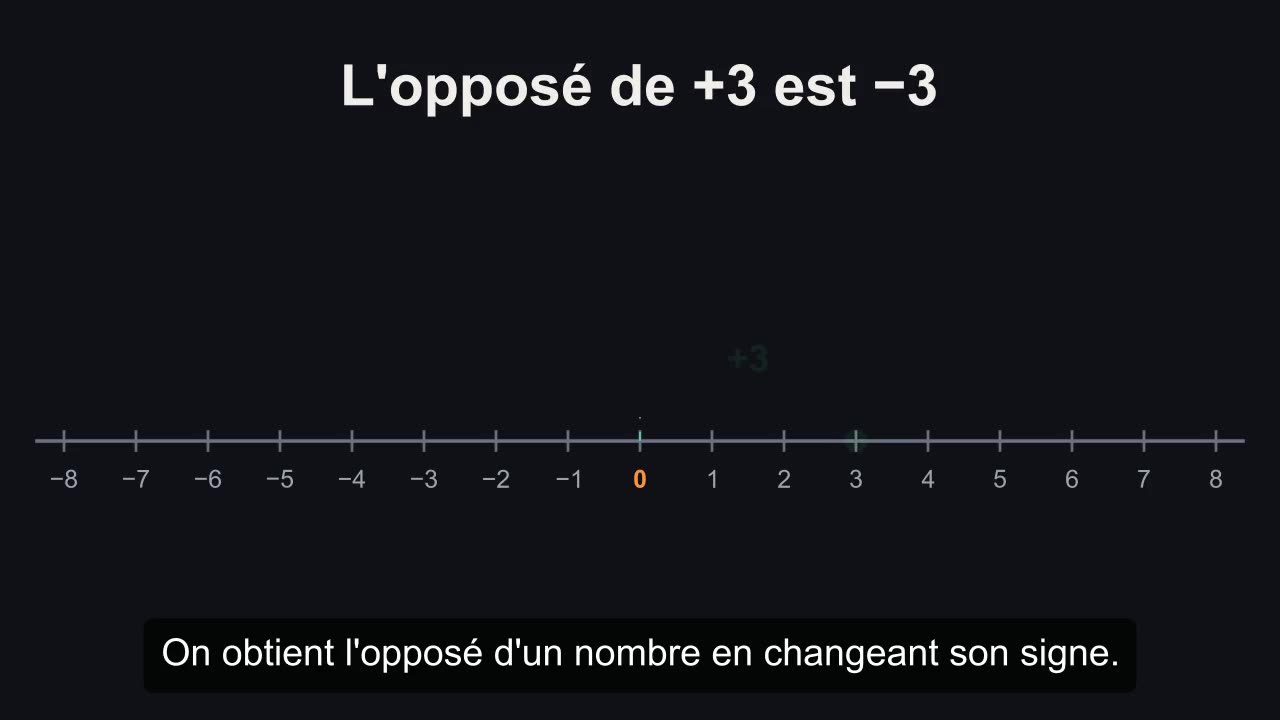 L'opposé de +3 est −3
+3
−8 −7 −6 −5 −4 −3 −2 −1 0 1 2 3 4 5 6 7 8
On obtient l'opposé d'un nombre en changeant son signe.